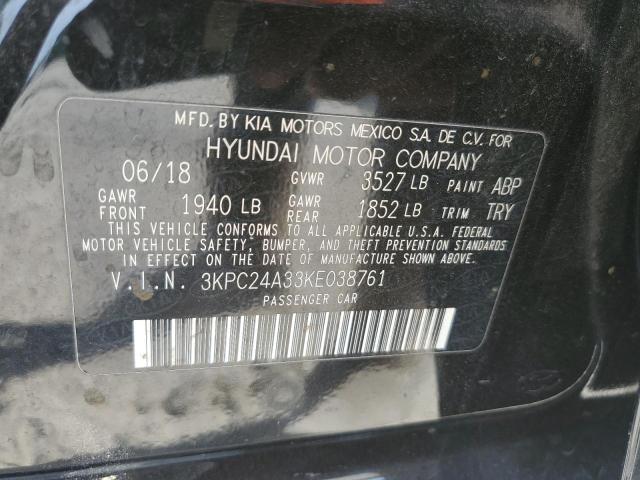 MFD. BY KIA MOTORS MEXICO S.A. DE C.V. FOR
HYUNDAI MOTOR COMPANY
06/18 GVWR 3527 LB PAINT ABP
GAWR FRONT 1940 LB GAWR REAR 1852 LB TRIM TRY
THIS VEHICLE CONFORMS TO ALL APPLICABLE U.S.A. FEDERAL
MOTOR VEHICLE SAFETY, BUMPER, AND THEFT PREVENTION STANDARDS
IN EFFECT ON THE DATE OF MANUFACTURE SHOWN ABOVE.
V.I.N. 3KPC24A33KE038761
PASSENGER CAR